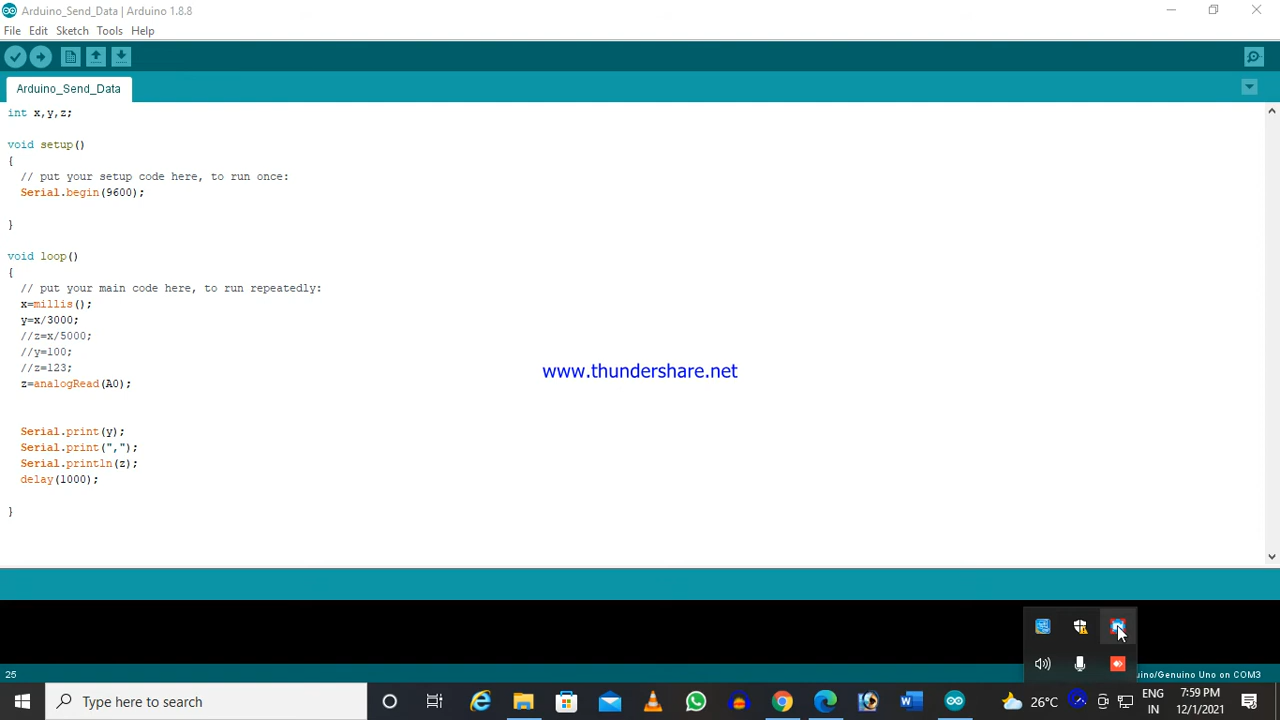 Arduino_Send_Data | Arduino 1.8.8
File Edit Sketch Tools Help
Arduino_Send_Data
int x,y,z;
void setup()
{
// put your setup code here, to run once:
Serial.begin(9600);
}
void loop()
{
// put your main code here, to run repeatedly:
x=millis();
y=x/3000;
//z=x/5000;
//y=100;
//z=123;
z=analogRead(A0);
www.thundershare.net
Serial.print(y);
Serial.print(",");
Serial.println(z);
delay(1000);
}
25 uino/Genuino Uno on COM3
Type here to search
26°C
ENG
IN
7:59 PM
12/1/2021